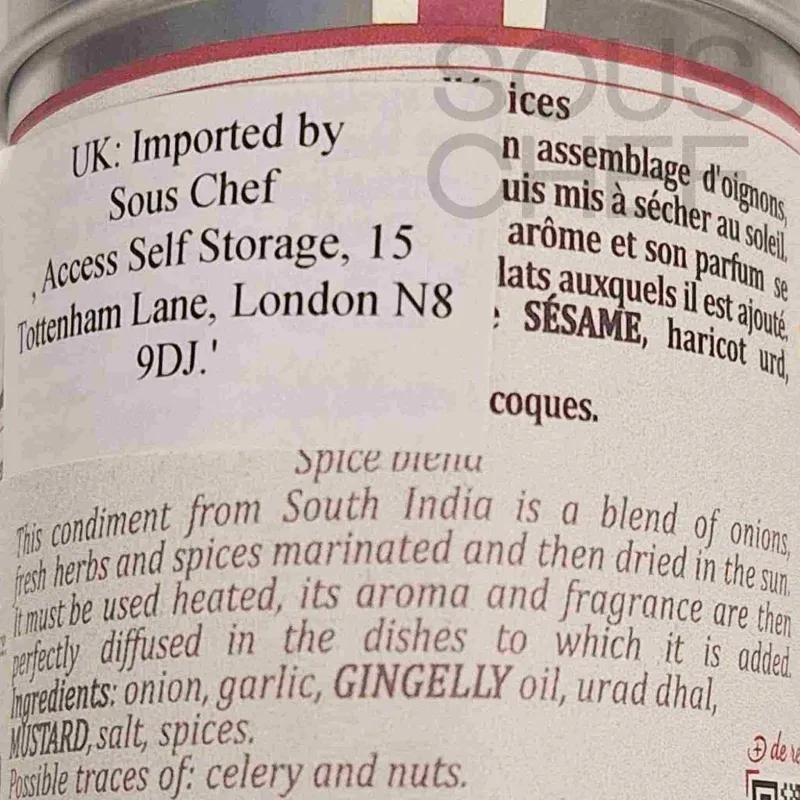 SOUS
CHEF
UK: Imported by
Sous Chef
, Access Self Storage, 15
Tottenham Lane, London N8
9DJ.'
ices
n assemblage d'oignons,
uis mis à sécher au soleil.
arôme et son parfum se
lats auxquels il est ajouté.
SÉSAME, haricot urd,
coques.
Spice blend
This condiment from South India is a blend of onions,
fresh herbs and spices marinated and then dried in the sun.
it must be used heated, its aroma and fragrance are then
perfectly diffused in the dishes to which it is added.
Ingredients: onion, garlic, GINGELLY oil, urad dhal,
MUSTARD, salt, spices.
Possible traces of: celery and nuts.
de